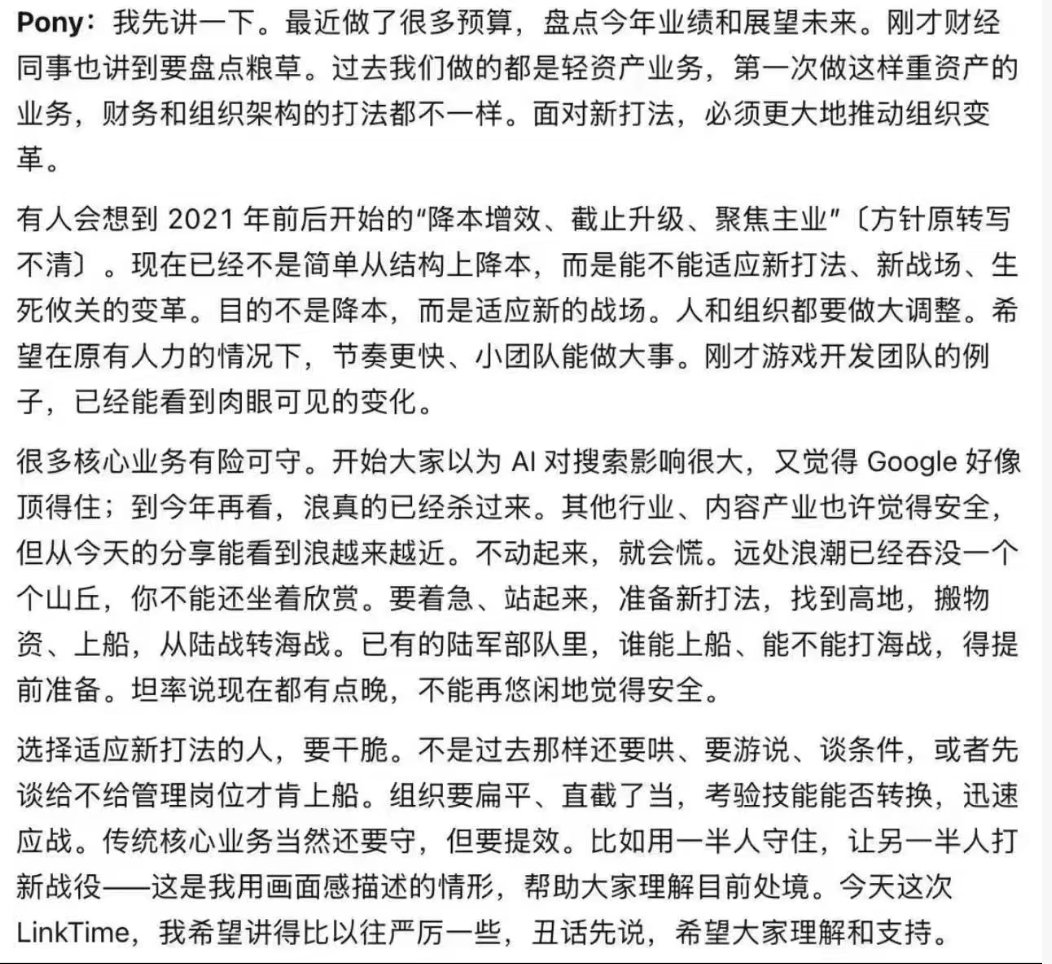 Pony：我先讲一下。最近做了很多预算，盘点今年业绩和展望未来。刚才财经
同事也讲到要盘点粮草。过去我们做的都是轻资产业务，第一次做这样重资产的
业务，财务和组织架构的打法都不一样。面对新打法，必须更大地推动组织变
革。
有人会想到 2021 年前后开始的“降本增效、截止升级、聚焦主业”〔方针原转写
不清〕。现在已经不是简单从结构上降本，而是能不能适应新打法、新战场、生
死攸关的变革。目的不是降本，而是适应新的战场。人和组织都要做大调整。希
望在原有人力的情况下，节奏更快、小团队能做大事。刚才游戏开发团队的例
子，已经能看到肉眼可见的变化。
很多核心业务有险可守。开始大家以为 AI 对搜索影响很大，又觉得 Google 好像
顶得住；到今年再看，浪真的已经杀过来。其他行业、内容产业也许觉得安全，
但从今天的分享能看到浪越来越近。不动起来，就会慌。远处浪潮已经吞没一个
个山丘，你不能还坐着欣赏。要着急、站起来，准备新打法，找到高地，搬物
资、上船，从陆战转海战。已有的陆军部队里，谁能上船、能不能打海战，得提
前准备。坦率说现在都有点晚，不能再悠闲地觉得安全。
选择适应新打法的人，要干脆。不是过去那样还要哄、要游说、谈条件，或者先
谈给不给管理岗位才肯上船。组织要扁平、直截了当，考验技能能否转换，迅速
应战。传统核心业务当然还要守，但要提效。比如用一半人守住，让另一半人打
新战役——这是我用画面感描述的情形，帮助大家理解目前处境。今天这次
LinkTime，我希望讲得比以往严厉一些，丑话先说，希望大家理解和支持。